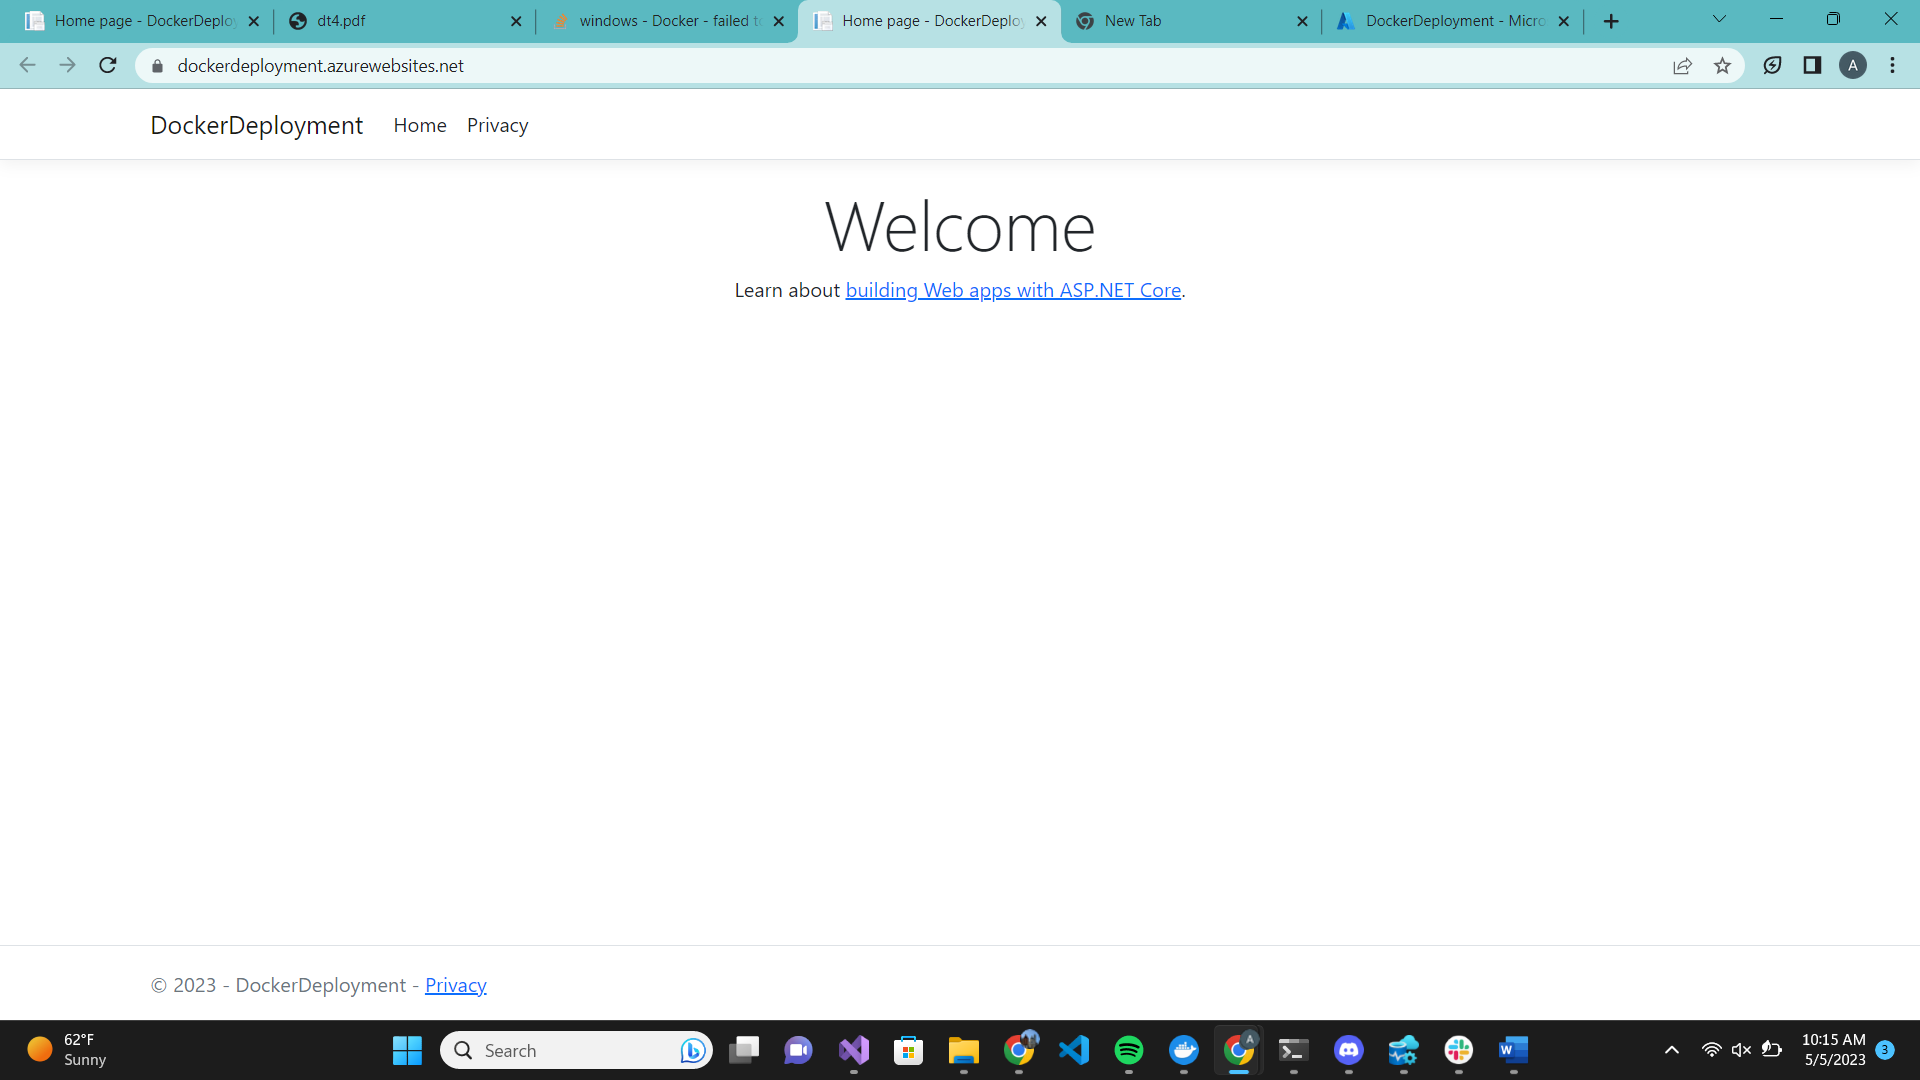 Home page - DockerDeploy
dt4.pdf
windows - Docker - failed to
Home page - DockerDeploy
New Tab
DockerDeployment - Micro
dockerdeployment.azurewebsites.net
A
DockerDeployment
Home
Privacy
Welcome
Learn about building Web apps with ASP.NET Core.
© 2023 - DockerDeployment - Privacy
62°F
Sunny
Search
A
10:15 AM
5/5/2023
3